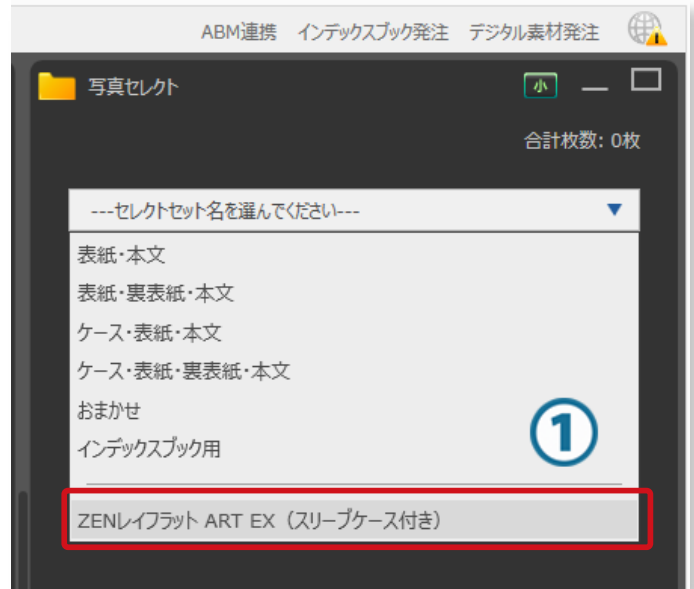 ABM連携 インデックスブック発注 デジタル素材発注
写真セレクト 小
合計枚数: 0枚
---セレクトセット名を選んでください---
表紙・本文
表紙・裏表紙・本文
ケース・表紙・本文
ケース・表紙・裏表紙・本文
おまかせ
インデックスブック用
①
ZENレイフラット ART EX（スリーブケース付き）